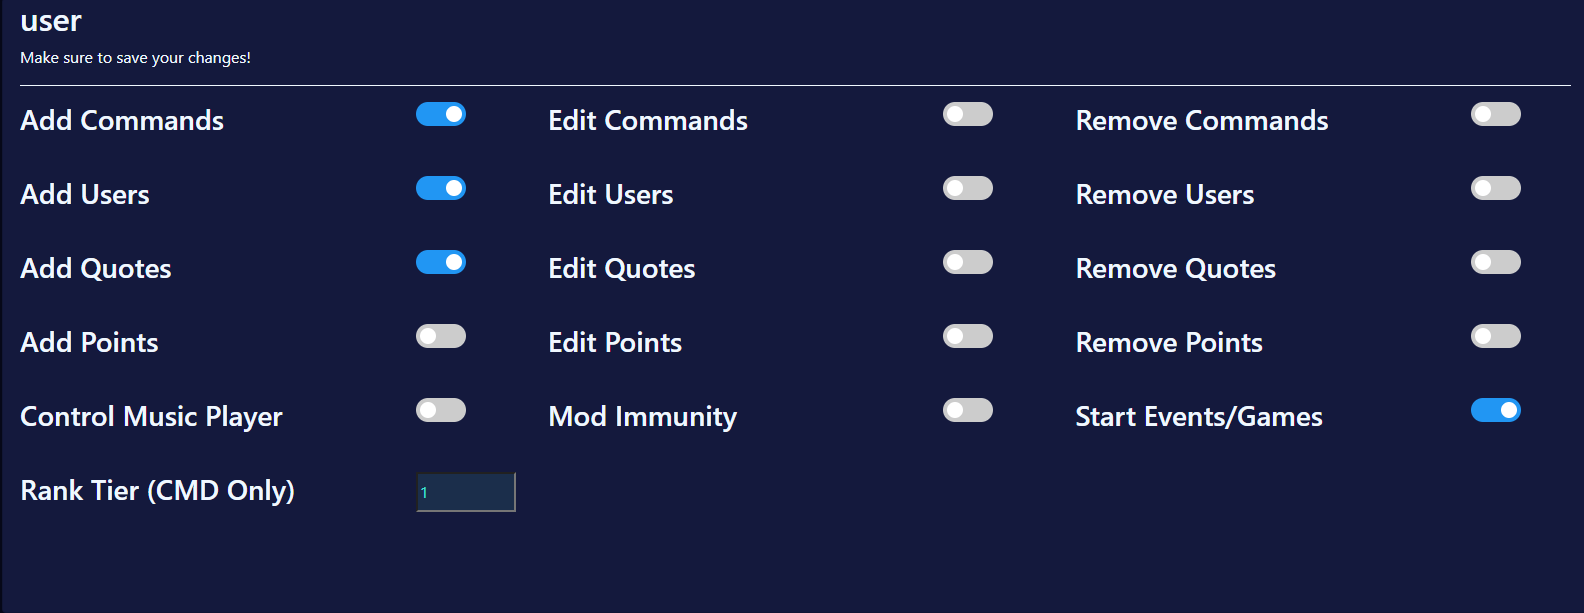 user
Make sure to save your changes!
Add Commands Edit Commands Remove Commands
Add Users Edit Users Remove Users
Add Quotes Edit Quotes Remove Quotes
Add Points Edit Points Remove Points
Control Music Player Mod Immunity Start Events/Games
Rank Tier (CMD Only) 1